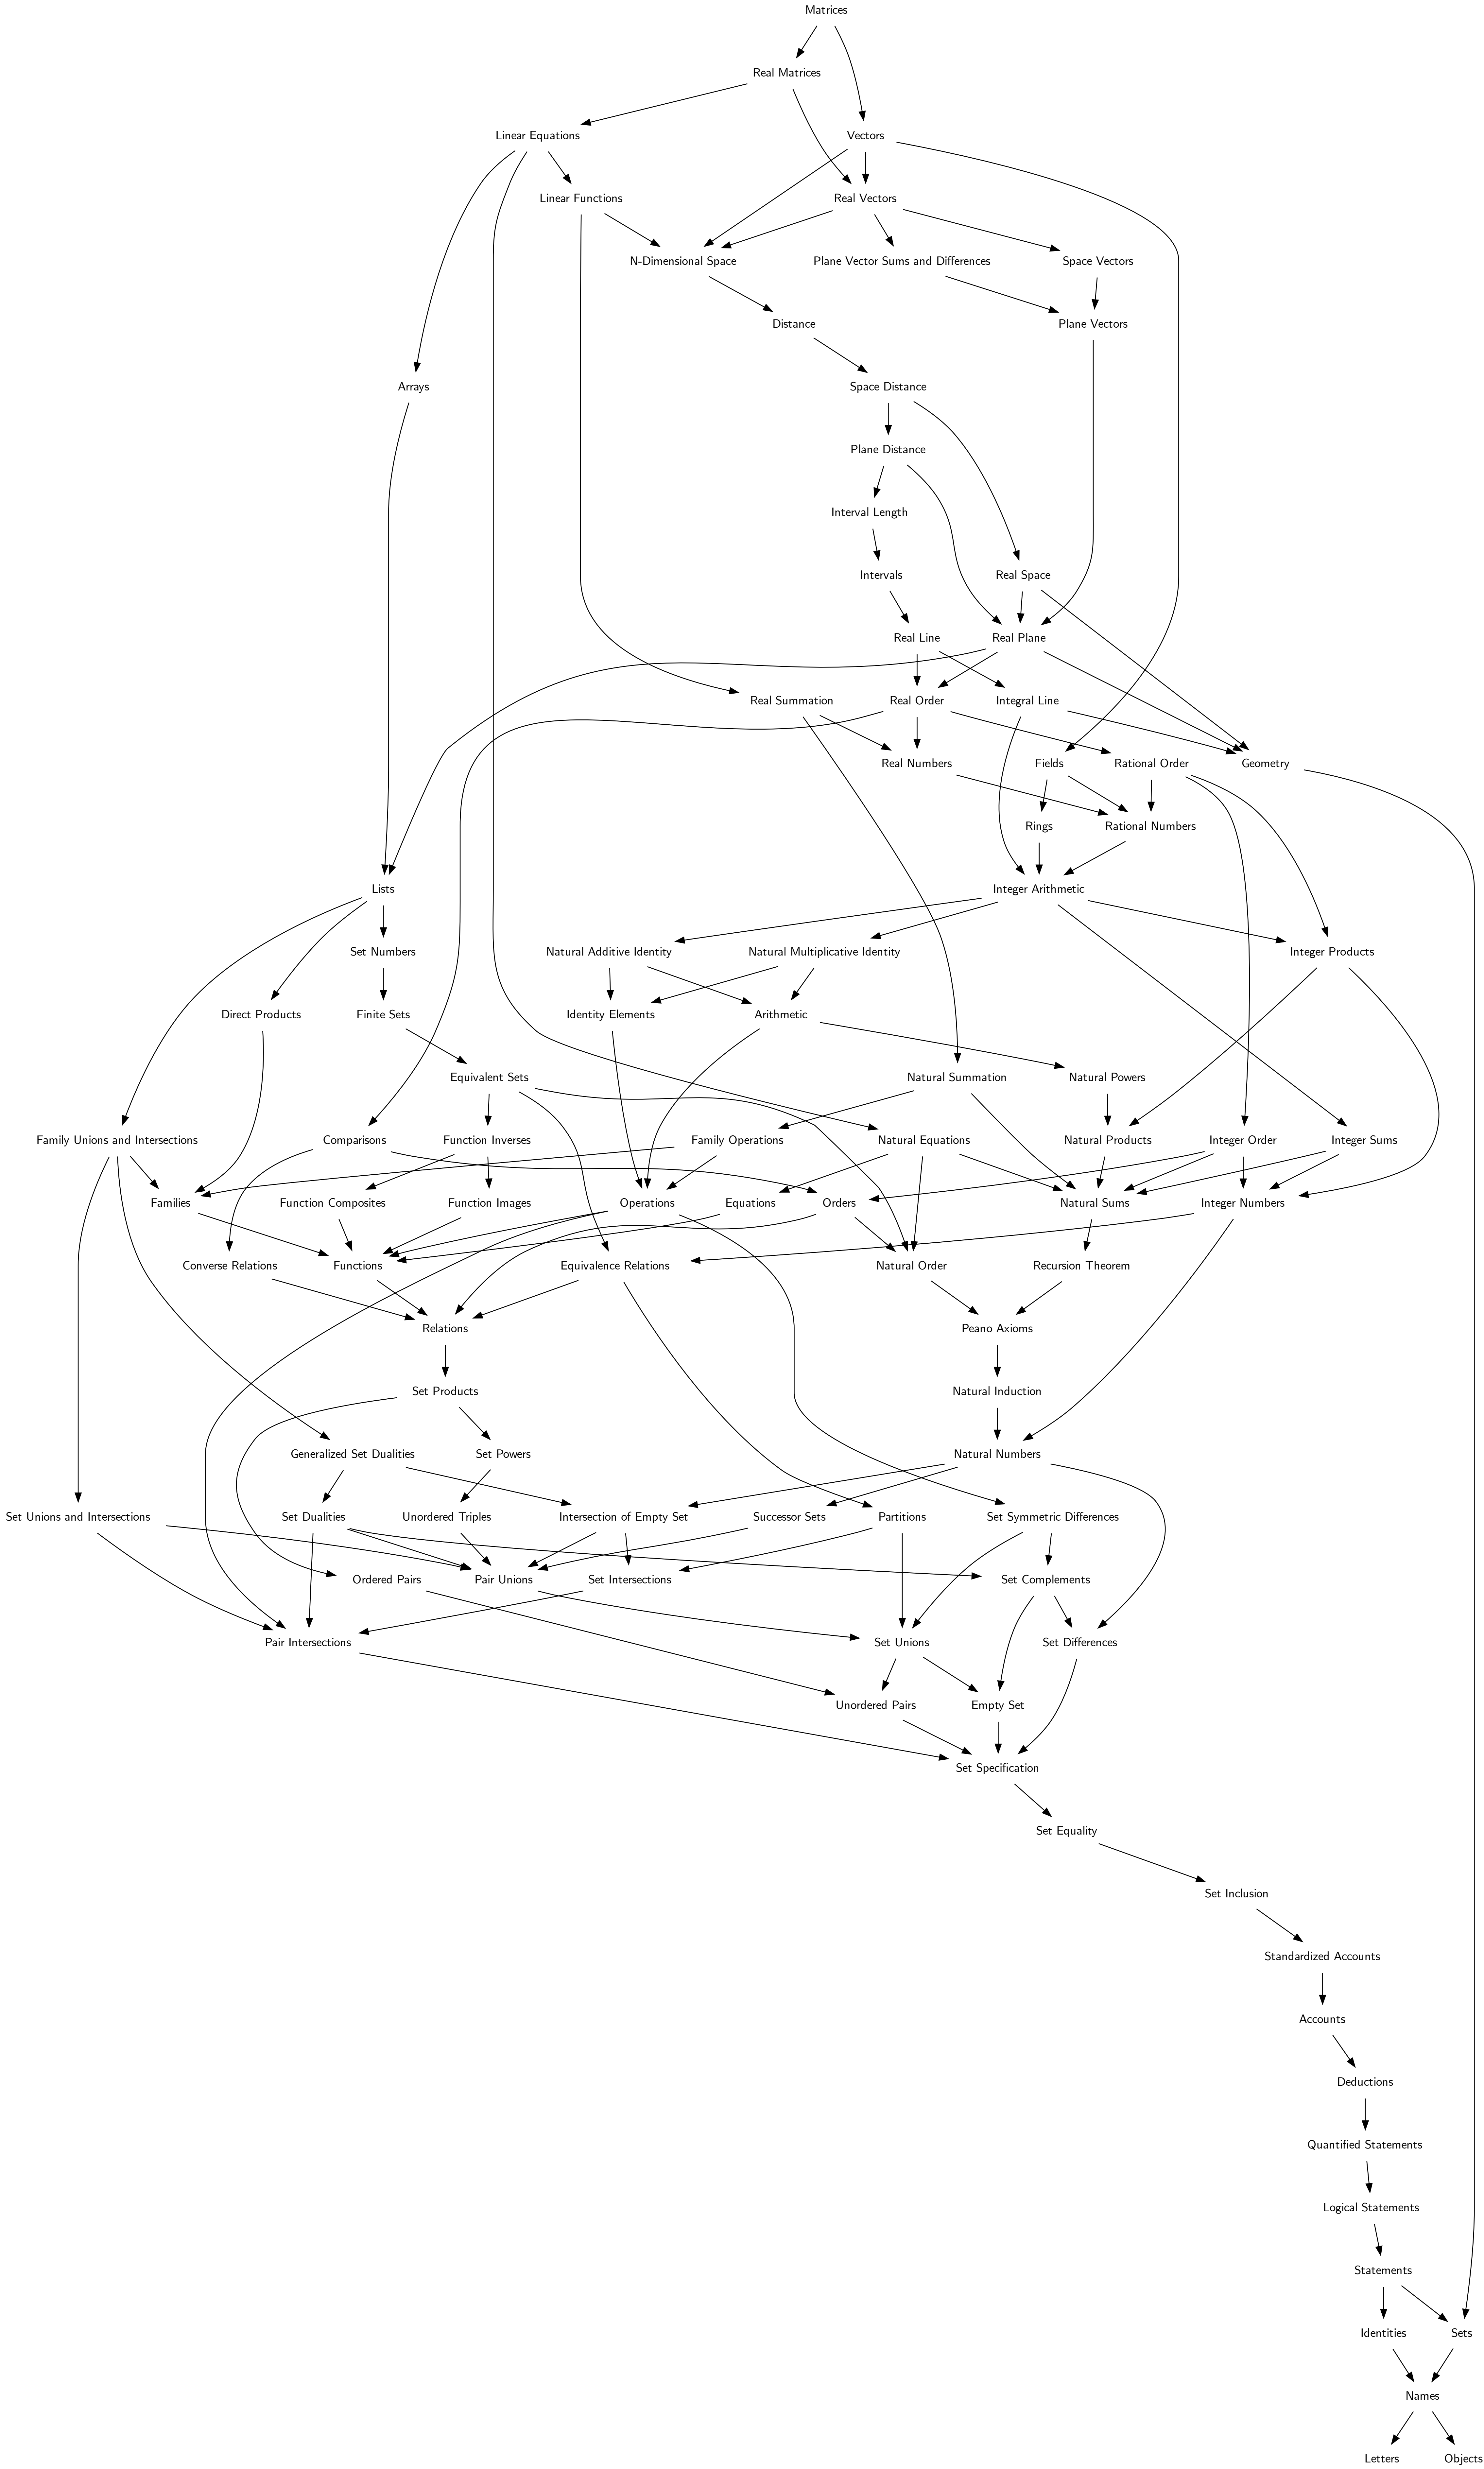 Matrices
Real Matrices
Linear Equations
Vectors
Linear Functions
Real Vectors
N-Dimensional Space
Plane Vector Sums and Differences
Space Vectors
Distance
Plane Vectors
Arrays
Space Distance
Plane Distance
Interval Length
Intervals
Real Space
Real Line
Real Plane
Real Summation
Real Order
Integral Line
Real Numbers
Fields
Rational Order
Geometry
Rings
Rational Numbers
Lists
Integer Arithmetic
Set Numbers
Natural Additive Identity
Natural Multiplicative Identity
Integer Products
Direct Products
Finite Sets
Identity Elements
Arithmetic
Equivalent Sets
Natural Summation
Natural Powers
Family Unions and Intersections
Comparisons
Function Inverses
Family Operations
Natural Equations
Natural Products
Integer Order
Integer Sums
Families
Function Composites
Function Images
Operations
Equations
Orders
Natural Sums
Integer Numbers
Converse Relations
Functions
Equivalence Relations
Natural Order
Recursion Theorem
Relations
Peano Axioms
Set Products
Natural Induction
Generalized Set Dualities
Set Powers
Natural Numbers
Set Unions and Intersections
Set Dualities
Unordered Triples
Intersection of Empty Set
Successor Sets
Partitions
Set Symmetric Differences
Ordered Pairs
Pair Unions
Set Intersections
Set Complements
Pair Intersections
Set Unions
Set Differences
Unordered Pairs
Empty Set
Set Specification
Set Equality
Set Inclusion
Standardized Accounts
Accounts
Deductions
Quantified Statements
Logical Statements
Statements
Identities
Sets
Names
Letters
Objects